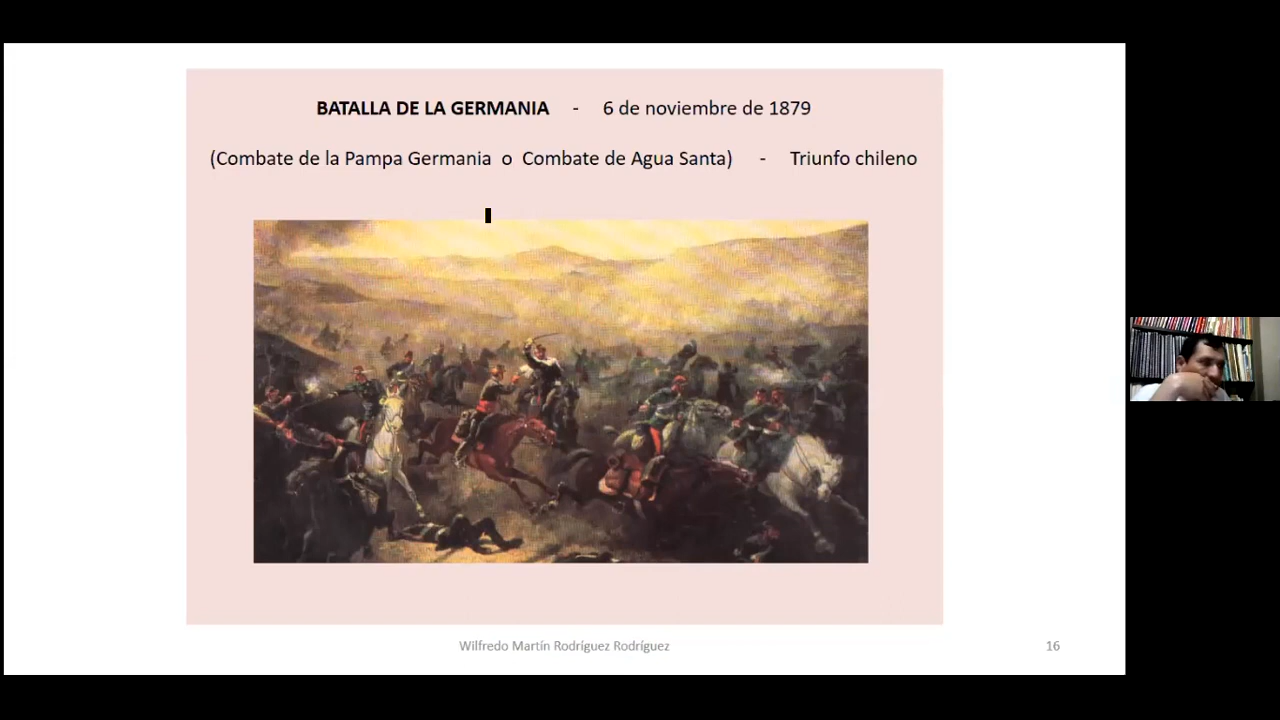 BATALLA DE LA GERMANIA - 6 de noviembre de 1879
(Combate de la Pampa Germania o Combate de Agua Santa) - Triunfo chileno
Wilfredo Martín Rodríguez Rodríguez 16